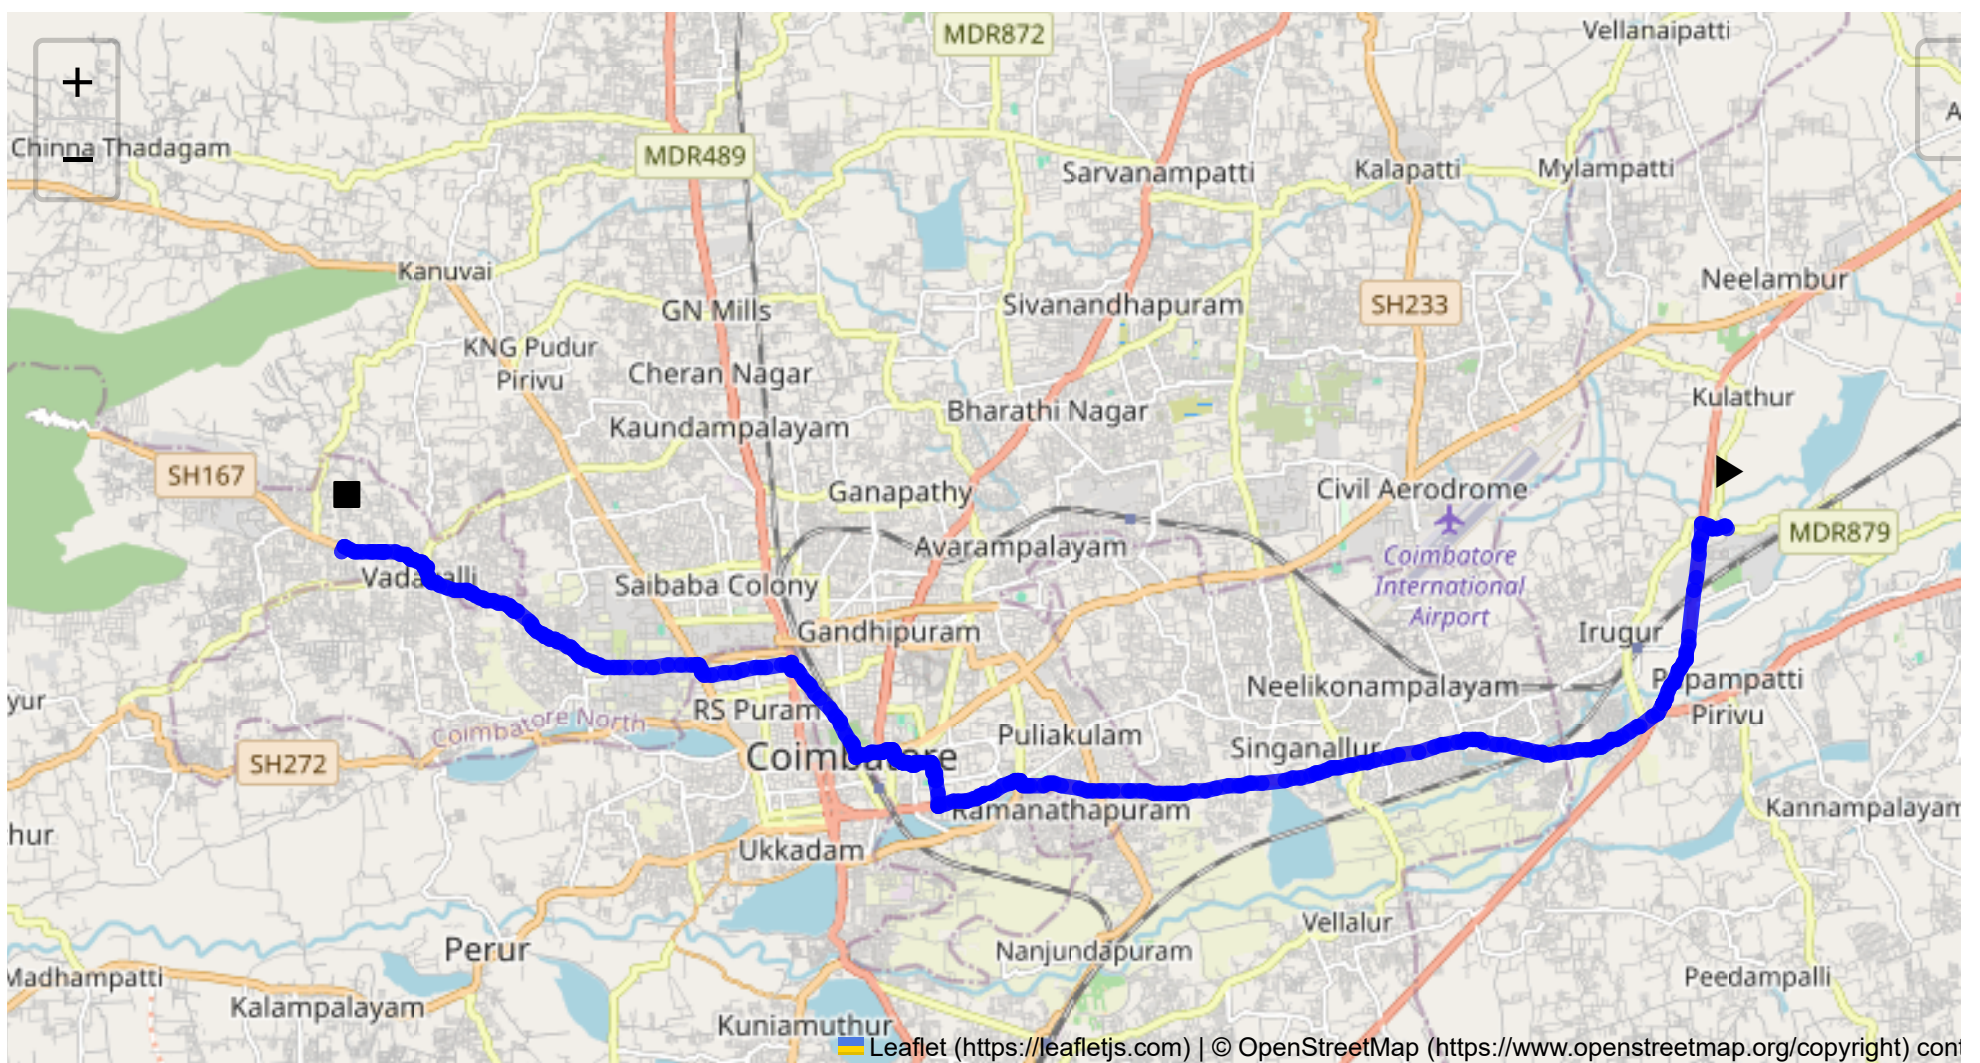 MDR872
Vellanaipatti
+
−
A
Chinna Thadagam
MDR489
Sarvanampatti
Kalapatti
Mylampatti
Kanuvai
Neelambur
GN Mills
Sivanandhapuram
SH233
KNG Pudur
Pirivu
Cheran Nagar
Bharathi Nagar
Kulathur
Kaundampalayam
SH167
Ganapathy
Civil Aerodrome
MDR879
Avarampalayam
Coimbatore
International
Airport
Saibaba Colony
Gandhipuram
Irugur
Neelikonampalayam
Pirivu
yur
RS Puram
Coimbatore North
Puliakulam
Singanallur
SH272
Ramanathapuram
Kannampalayam
hur
Ukkadam
Vellalur
Perur
Nanjundapuram
Madhampatti
Peedampalli
Kalampalayam
Kuniamuthur
Leaflet (https://leafletjs.com) | © OpenStreetMap (https://www.openstreetmap.org/copyright) cont